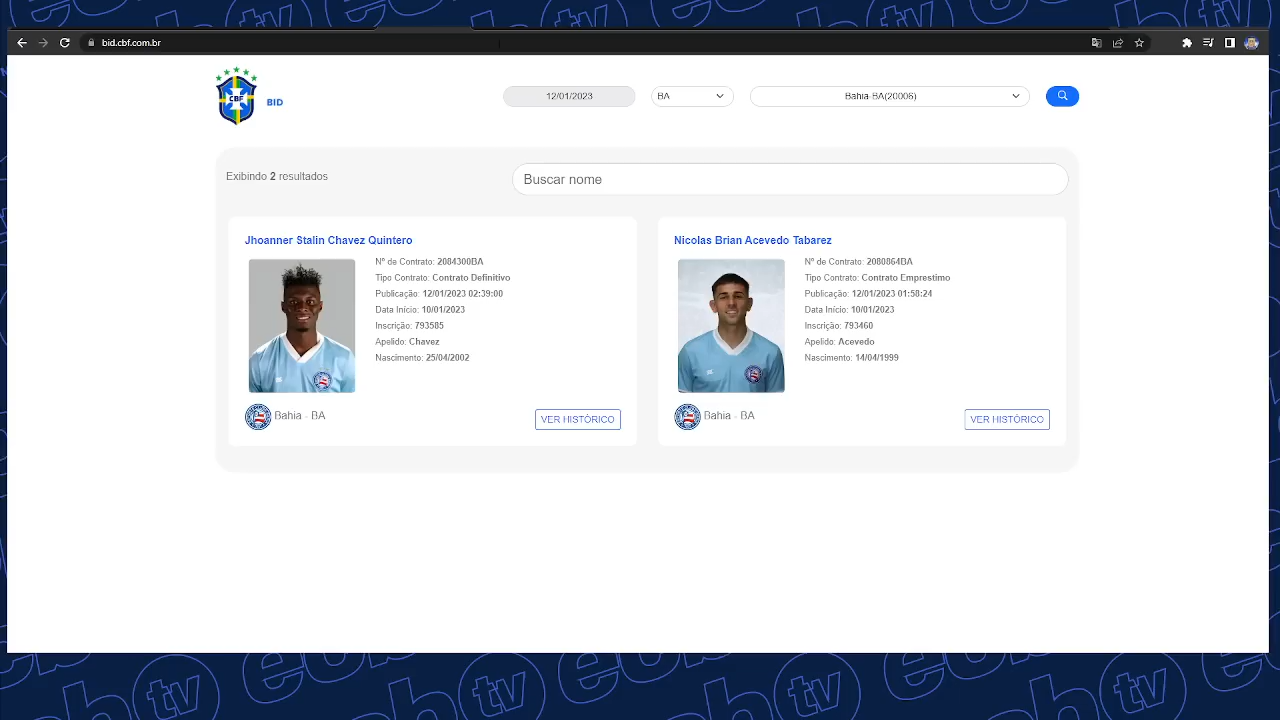 bid.cbf.com.br
CBF
BID
12/01/2023
BA
Bahia-BA(20006)
Exibindo 2 resultados
Buscar nome
Jhoanner Stalin Chavez Quintero
Nº de Contrato: 2084300BA
Tipo Contrato: Contrato Definitivo
Publicação: 12/01/2023 02:39:00
Data Início: 10/01/2023
Inscrição: 793585
Apelido: Chavez
Nascimento: 25/04/2002
Bahia - BA
VER HISTÓRICO
Nicolas Brian Acevedo Tabarez
Nº de Contrato: 2080864BA
Tipo Contrato: Contrato Emprestimo
Publicação: 12/01/2023 01:58:24
Data Início: 10/01/2023
Inscrição: 793460
Apelido: Acevedo
Nascimento: 14/04/1999
Bahia - BA
VER HISTÓRICO
tv
tv
tv
tv